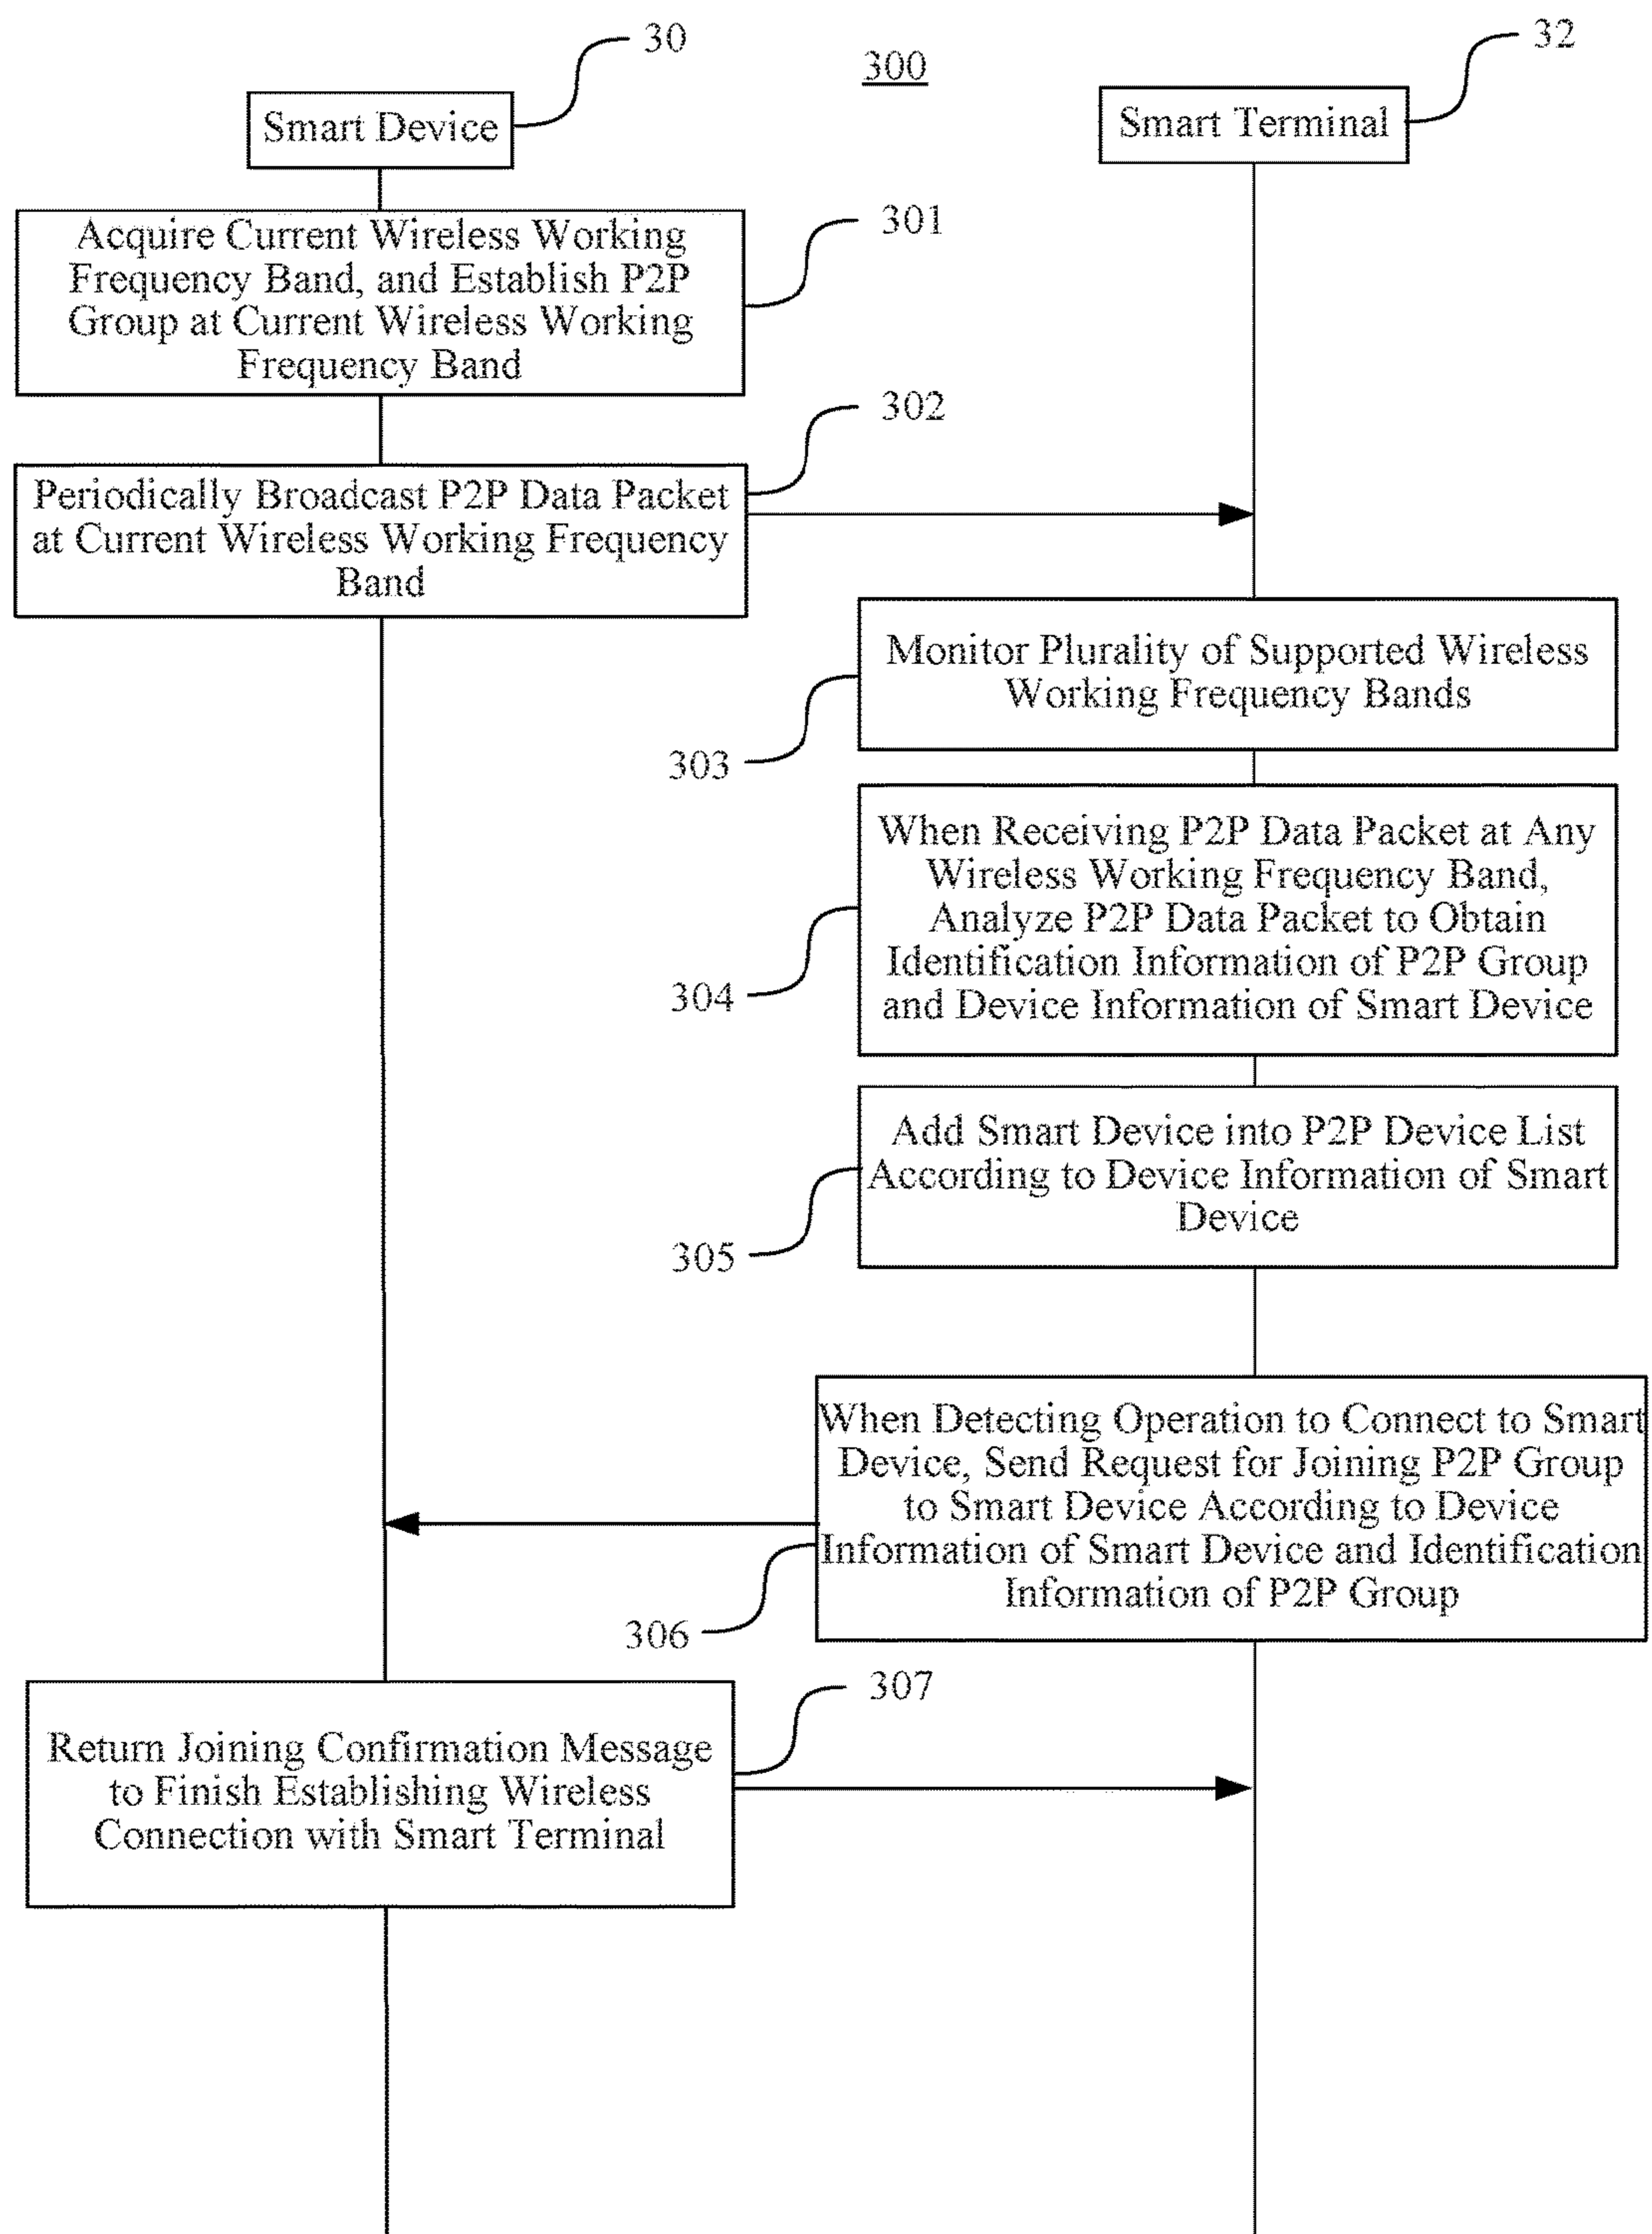 30
300
32
Smart Device
Smart Terminal
Acquire Current Wireless Working
Frequency Band, and Establish P2P
Group at Current Wireless Working
Frequency Band
301
302
Periodically Broadcast P2P Data Packet
at Current Wireless Working Frequency
Band
Monitor Plurality of Supported Wireless
Working Frequency Bands
303
When Receiving P2P Data Packet at Any
Wireless Working Frequency Band,
Analyze P2P Data Packet to Obtain
Identification Information of P2P Group
and Device Information of Smart Device
304
Add Smart Device into P2P Device List
According to Device Information of Smart
Device
305
When Detecting Operation to Connect to Smart
Device, Send Request for Joining P2P Group
to Smart Device According to Device
Information of Smart Device and Identification
Information of P2P Group
306
307
Return Joining Confirmation Message
to Finish Establishing Wireless
Connection with Smart Terminal